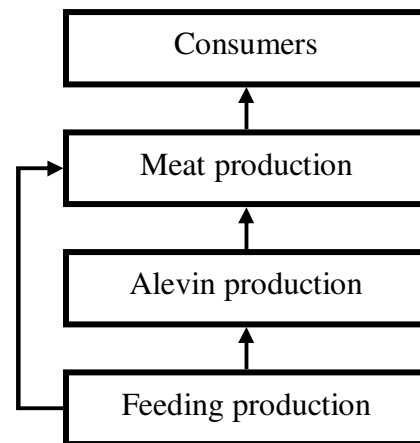 Consumers
Meat production
Alevin production
Feeding production